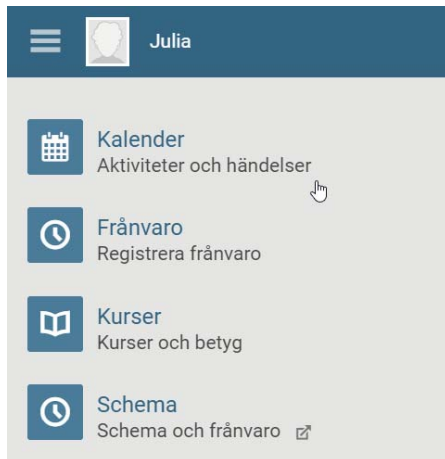 Julia
Kalender
Aktiviteter och händelser
Frånvaro
Registrera frånvaro
Kurser
Kurser och betyg
Schema
Schema och frånvaro